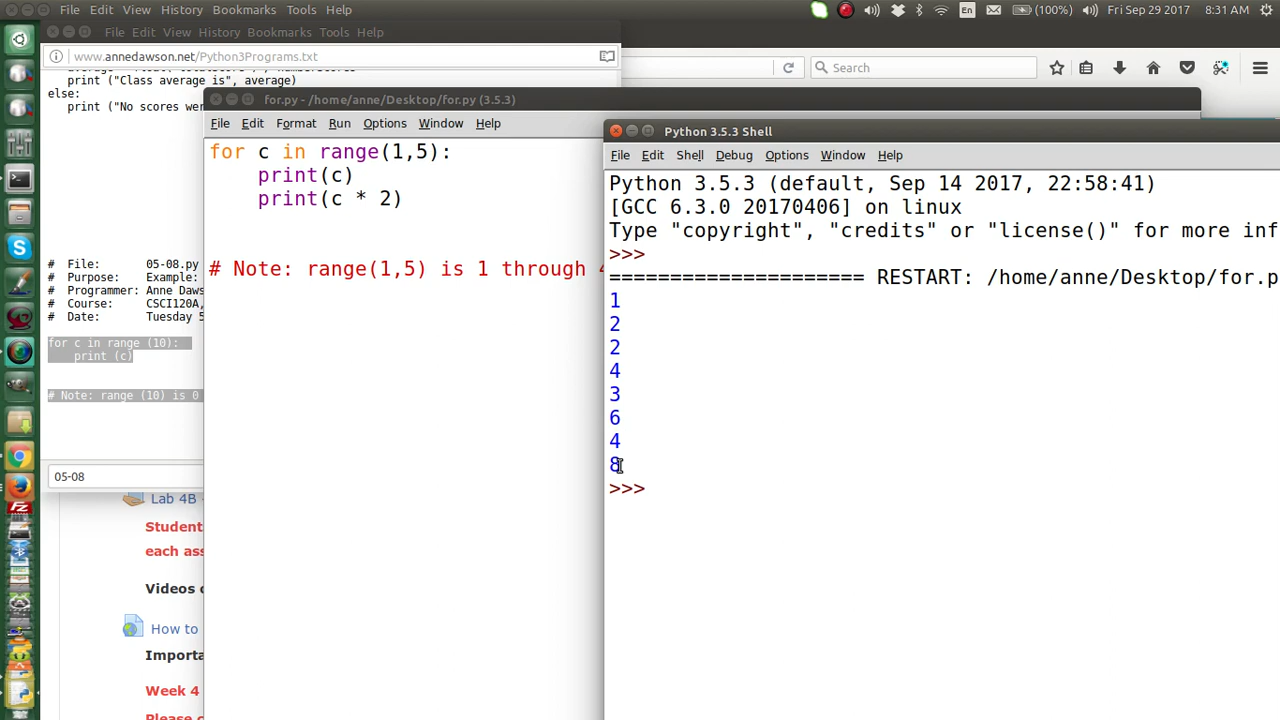 File Edit View History Bookmarks Tools Help
En
(100%)
Fri Sep 29 2017 8:31 AM
File Edit View History Bookmarks Tools Help
www.annedawson.net/Python3Programs.txt
Search
print ("Class average is", average)
else:
print ("No scores wer
# File: 05-08.py
# Purpose: Example:
# Programmer: Anne Daws
# Course: CSCI120A,
# Date: Tuesday 5
for c in range (10):
print (c)
# Note: range (10) is 0
05-08
Lab 4B
Student
each ass
Videos o
How to
Importa
Week 4
Please c
for.py - /home/anne/Desktop/for.py (3.5.3)
File Edit Format Run Options Window Help
for c in range(1,5):
print(c)
print(c * 2)
# Note: range(1,5) is 1 through 4
Python 3.5.3 Shell
File Edit Shell Debug Options Window Help
Python 3.5.3 (default, Sep 14 2017, 22:58:41)
[GCC 6.3.0 20170406] on linux
Type "copyright", "credits" or "license()" for more inf
>>>
===================== RESTART: /home/anne/Desktop/for.p
1
2
2
4
3
6
4
8
>>>